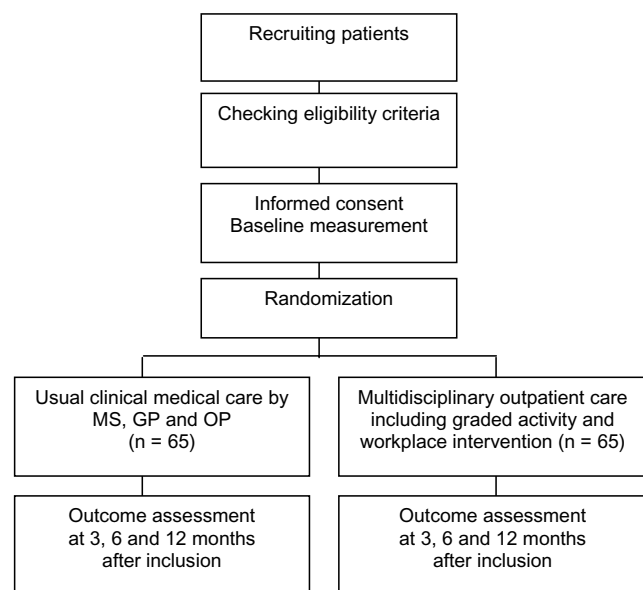 Recruiting patients
Checking eligibility criteria
Informed consent
Baseline measurement
Randomization
Usual clinical medical care by
MS, GP and OP
(n = 65)
Multidisciplinary outpatient care
including graded activity and
workplace intervention (n = 65)
Outcome assessment
at 3, 6 and 12 months
after inclusion
Outcome assessment
at 3, 6 and 12 months
after inclusion